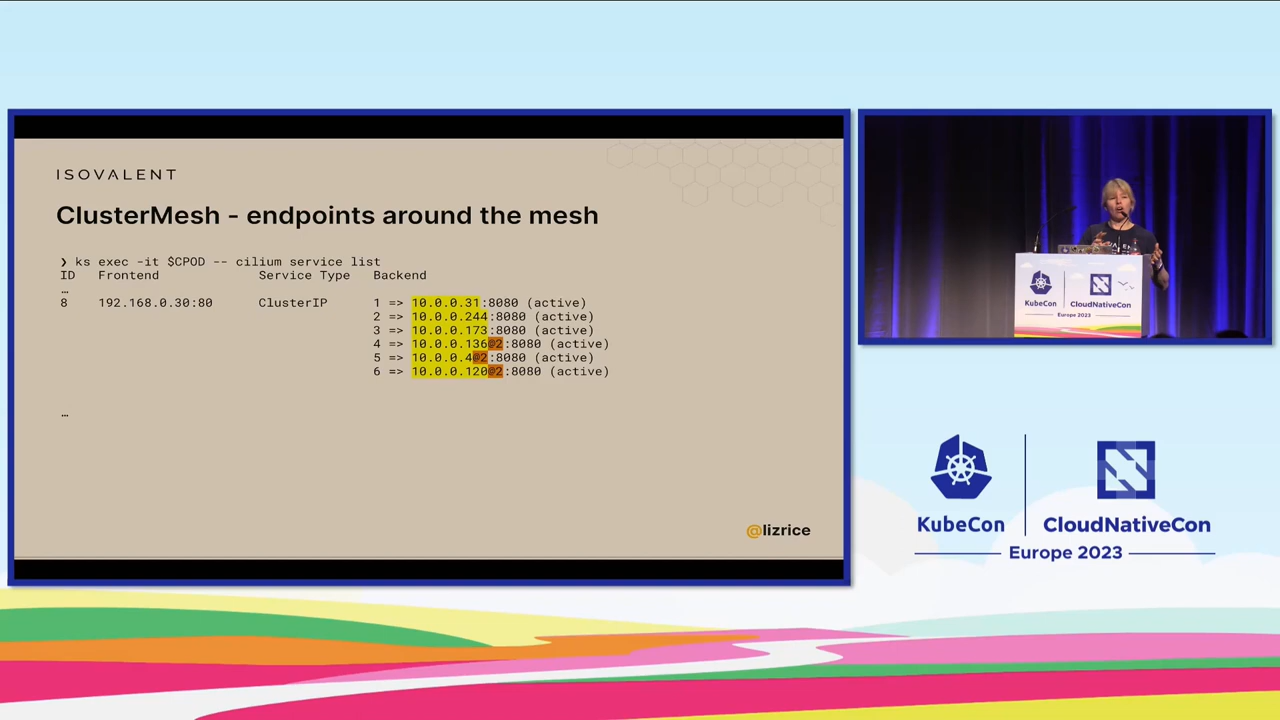 ISOVALENT
ClusterMesh - endpoints around the mesh
❯ ks exec -it $CPOD -- cilium service list
ID Frontend Service Type Backend
…
8 192.168.0.30:80 ClusterIP 1 => 10.0.0.31:8080 (active)
2 => 10.0.0.244:8080 (active)
3 => 10.0.0.173:8080 (active)
4 => 10.0.0.136@2:8080 (active)
5 => 10.0.0.4@2:8080 (active)
6 => 10.0.0.120@2:8080 (active)
…
@lizrice
KubeCon CloudNativeCon
Europe 2023
KubeCon CloudNativeCon
Europe 2023